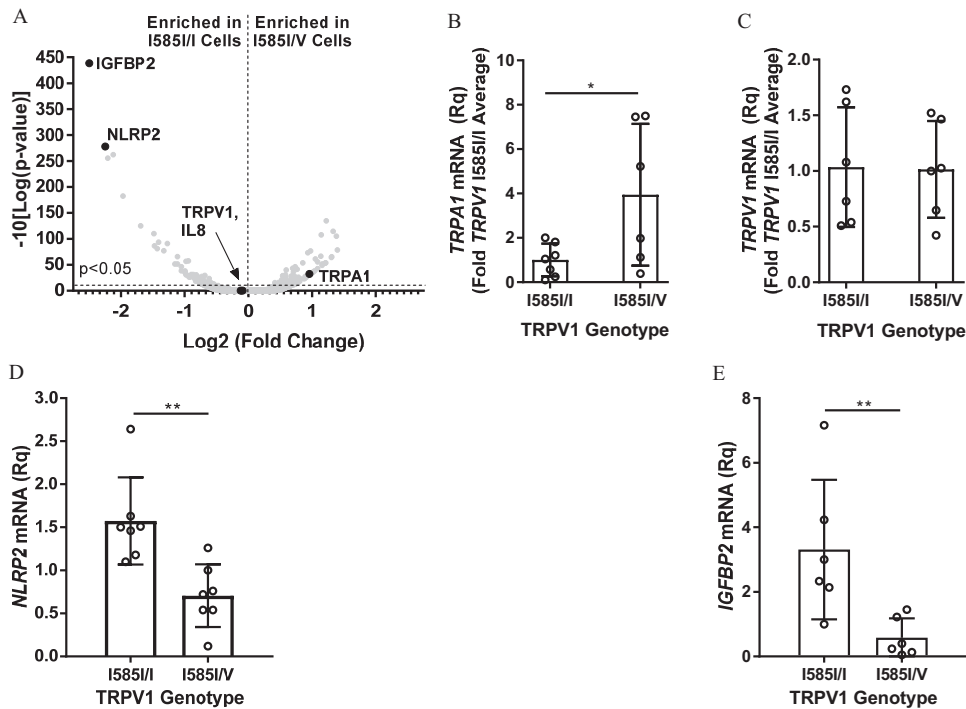 A
Enriched in
I585I/I Cells
Enriched in
I585I/V Cells
-10[Log(p-value)]
450
400
350
300
250
200
150
100
50
0
IGFBP2
NLRP2
TRPV1,
IL8
TRPA1
p<0.05
-2
-1
0
1
2
Log2 (Fold Change)
B
TRPA1 mRNA (Rq)
(Fold TRPV1 I585I/I Average)
10
8
6
4
2
0
*
I585I/I
I585I/V
TRPV1 Genotype
C
TRPV1 mRNA (Rq)
(Fold TRPV1 I585I/I Average)
2.0
1.5
1.0
0.5
0.0
I585I/I
I585I/V
TRPV1 Genotype
D
NLRP2 mRNA (Rq)
3.0
2.5
2.0
1.5
1.0
0.5
0.0
**
I585I/I
I585I/V
TRPV1 Genotype
E
IGFBP2 mRNA (Rq)
8
6
4
2
0
**
I585I/I
I585I/V
TRPV1 Genotype